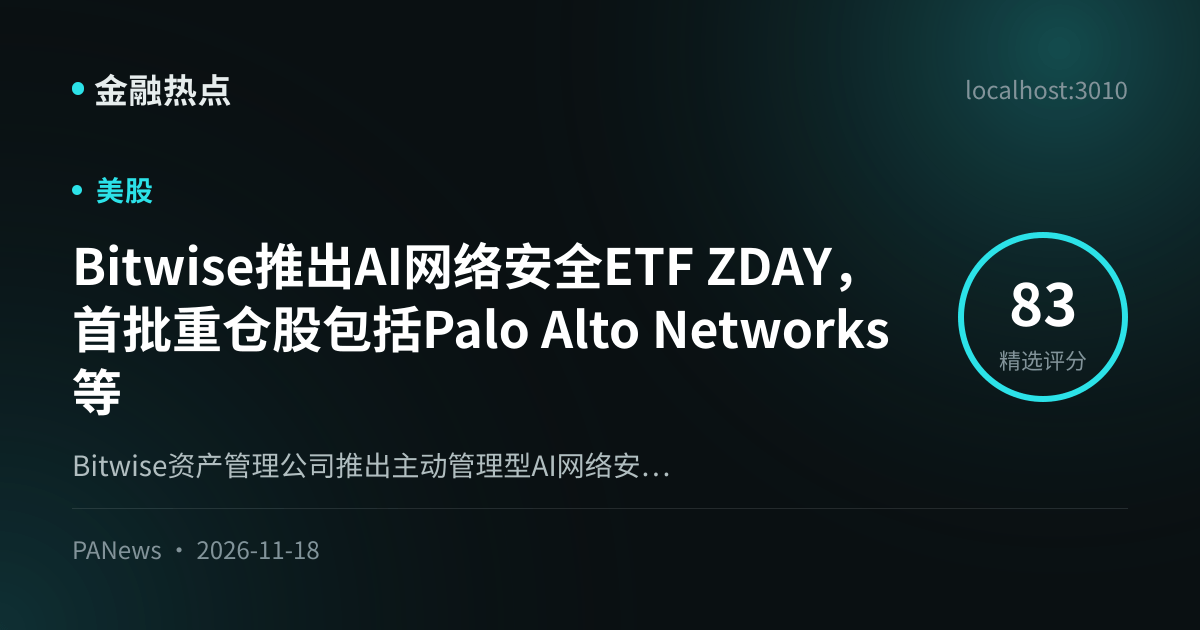 金融热点
localhost:3010
美股
Bitwise推出AI网络安全ETF ZDAY，
首批重仓股包括Palo Alto Networks
等
83
精选评分
Bitwise资产管理公司推出主动管理型AI网络安…
PANews • 2026-11-18